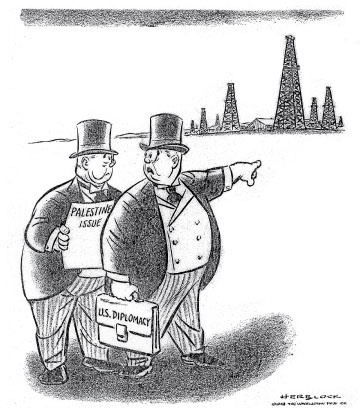 PALESTINE
ISSUE
U.S. DIPLOMACY
HERBLOCK